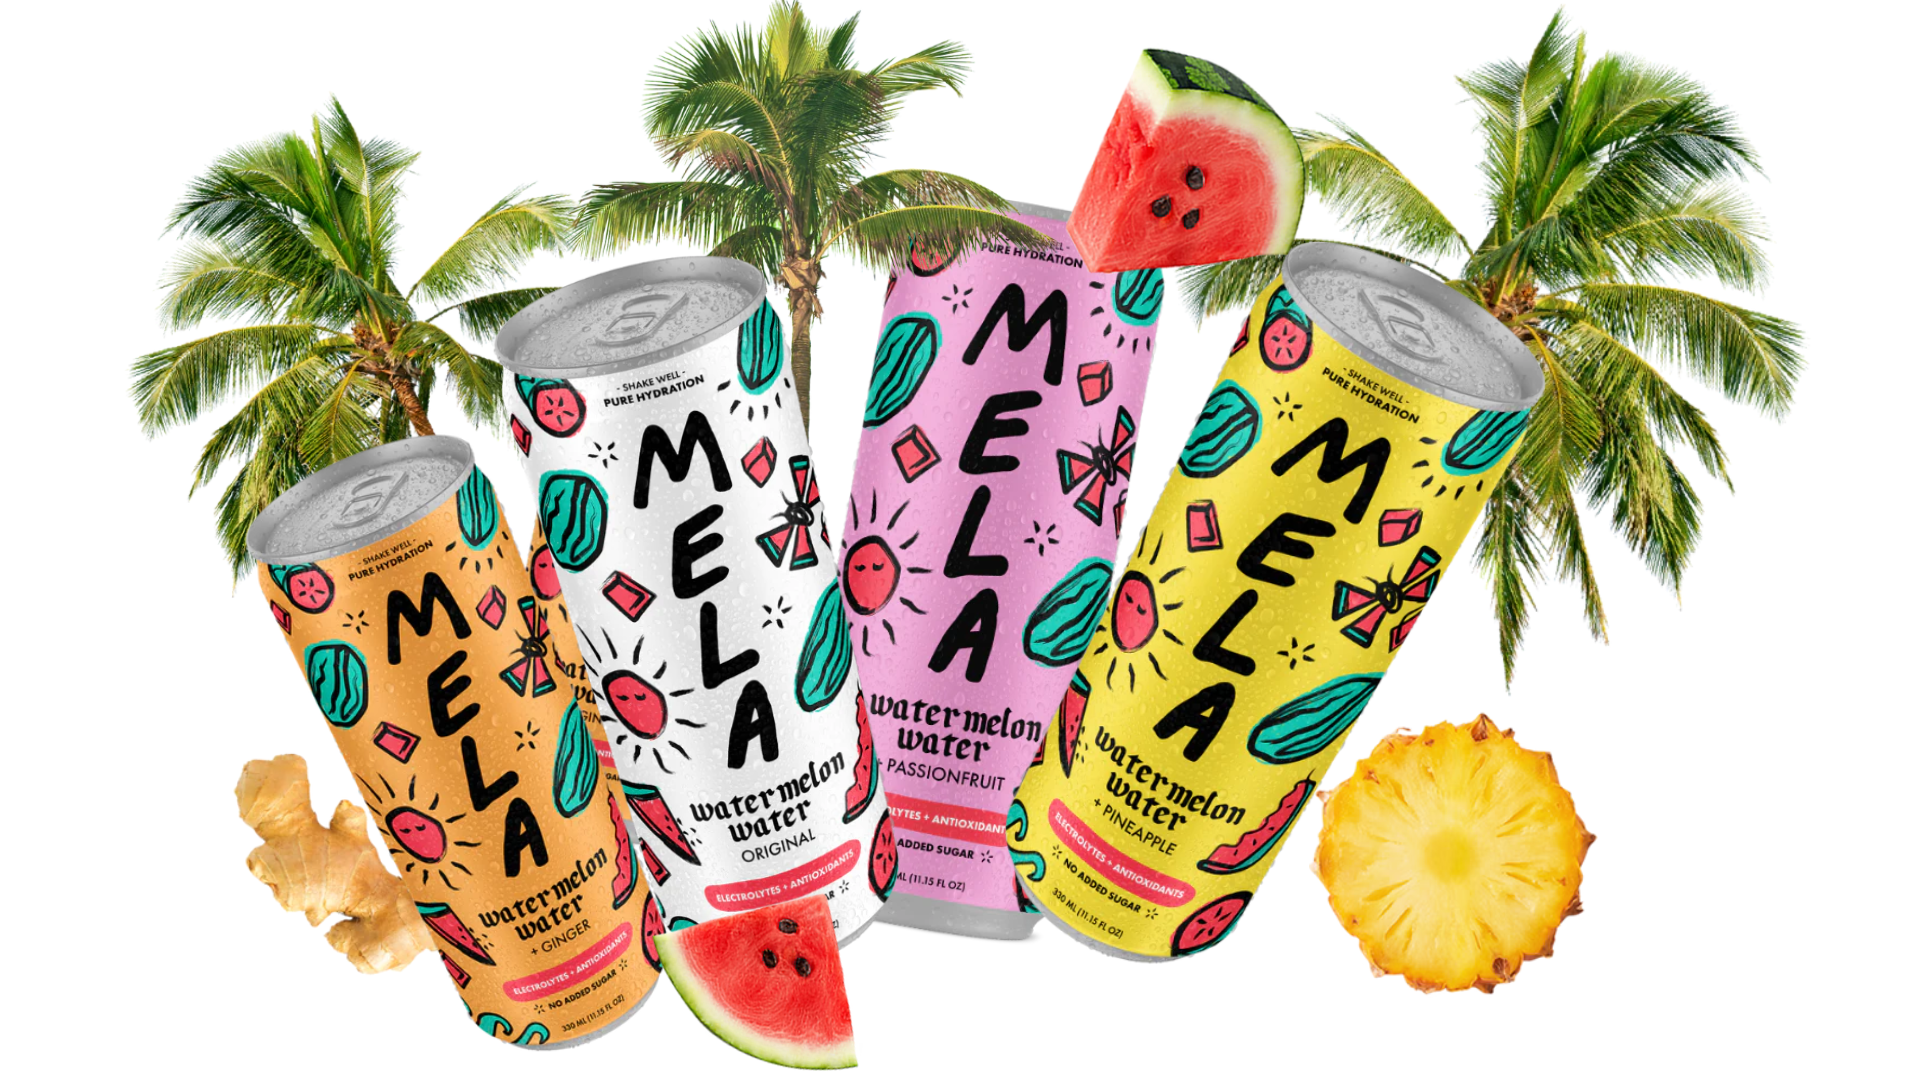 - SHAKE WELL -
PURE HYDRATION
MELA
watermelon
water
+ GINGER
ELECTROLYTES + ANTIOXIDANTS
NO ADDED SUGAR
330 ML (11.15 FL OZ)
- SHAKE WELL -
PURE HYDRATION
MELA
watermelon
water
ORIGINAL
ELECTROLYTES + ANTIOXIDANTS
PURE HYDRATION
MELA
watermelon
water
+ PASSIONFRUIT
ADDED SUGAR
ML (11.15 FL OZ)
- SHAKE WELL -
PURE HYDRATION
MELA
watermelon
water
+ PINEAPPLE
ELECTROLYTES + ANTIOXIDANTS
NO ADDED SUGAR
330 ML (11.15 FL OZ)